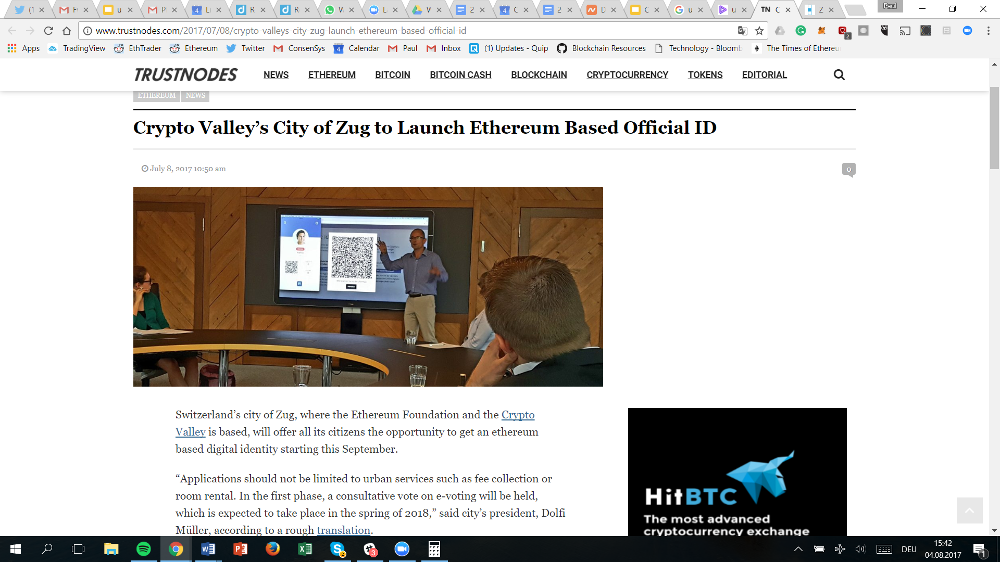 (1
F
u
P
4 Li
R
R
W
L
W
2
4 C
2
D
C
u
u
TN C
Z
Paul
www.trustnodes.com/2017/07/08/crypto-valleys-city-zug-launch-ethereum-based-official-id
2
Apps TradingView EthTrader Ethereum Twitter ConsenSys 4 Calendar Paul Inbox (1) Updates - Quip Blockchain Resources Technology - Bloomb The Times of Ethereu
TRUSTNODES NEWS ETHEREUM BITCOIN BITCOIN CASH BLOCKCHAIN CRYPTOCURRENCY TOKENS EDITORIAL
ETHEREUM NEWS
Crypto Valley’s City of Zug to Launch Ethereum Based Official ID
July 8, 2017 10:50 am
0
Switzerland’s city of Zug, where the Ethereum Foundation and the Crypto
Valley is based, will offer all its citizens the opportunity to get an ethereum
based digital identity starting this September.
“Applications should not be limited to urban services such as fee collection or
room rental. In the first phase, a consultative vote on e-voting will be held,
which is expected to take place in the spring of 2018,” said city’s president, Dolfi
Müller, according to a rough translation.
HitBTC
The most advanced
cryptocurrency exchange
2
3
DEU
15:42
04.08.2017
1